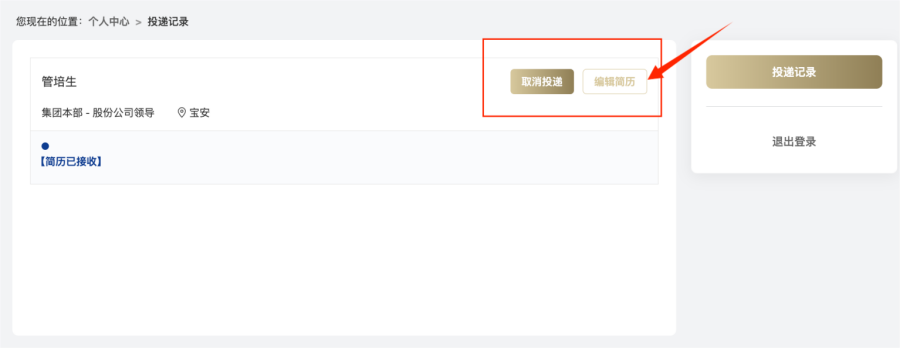 您现在的位置：个人中心 > 投递记录
管培生
取消投递
编辑简历
集团本部 - 股份公司领导
宝安
【简历已接收】
投递记录
退出登录